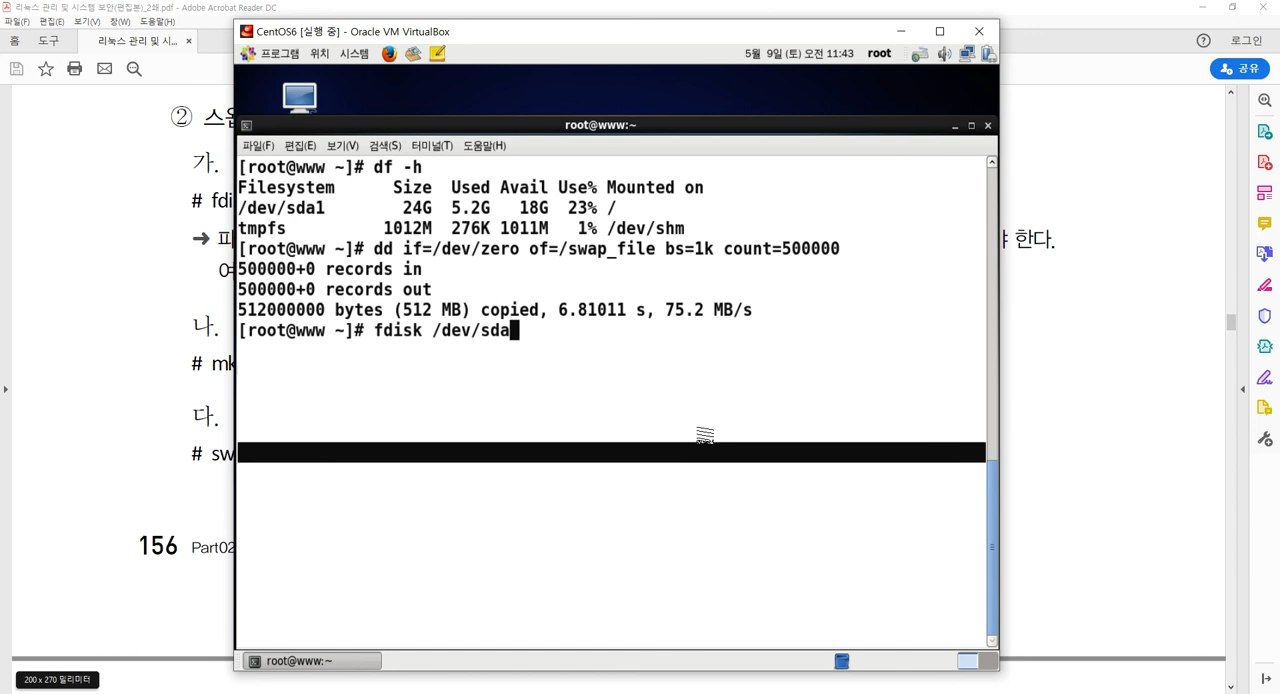 리눅스 관리 및 시스템 보안(편집본)_2쇄.pdf - Adobe Acrobat Reader DC
파일(F) 편집(E) 보기(V) 창(W) 도움말(H)
홈 도구 리눅스 관리 및 시... × 로그인
공유
CentOS6 [실행 중] - Oracle VM VirtualBox
프로그램 위치 시스템 5월 9일 (토) 오전 11:43 root
root@www:~
파일(F) 편집(E) 보기(V) 검색(S) 터미널(T) 도움말(H)
[root@www ~]# df -h
Filesystem Size Used Avail Use% Mounted on
/dev/sda1 24G 5.2G 18G 23% /
tmpfs 1012M 276K 1011M 1% /dev/shm
[root@www ~]# dd if=/dev/zero of=/swap_file bs=1k count=500000
500000+0 records in
500000+0 records out
512000000 bytes (512 MB) copied, 6.81011 s, 75.2 MB/s
[root@www ~]# fdisk /dev/sda
② 스
가.
# fdi
➔ 파 한다.
나.
# mk
다.
# sw
156 Part02
root@www:~
200 x 270 밀리미터